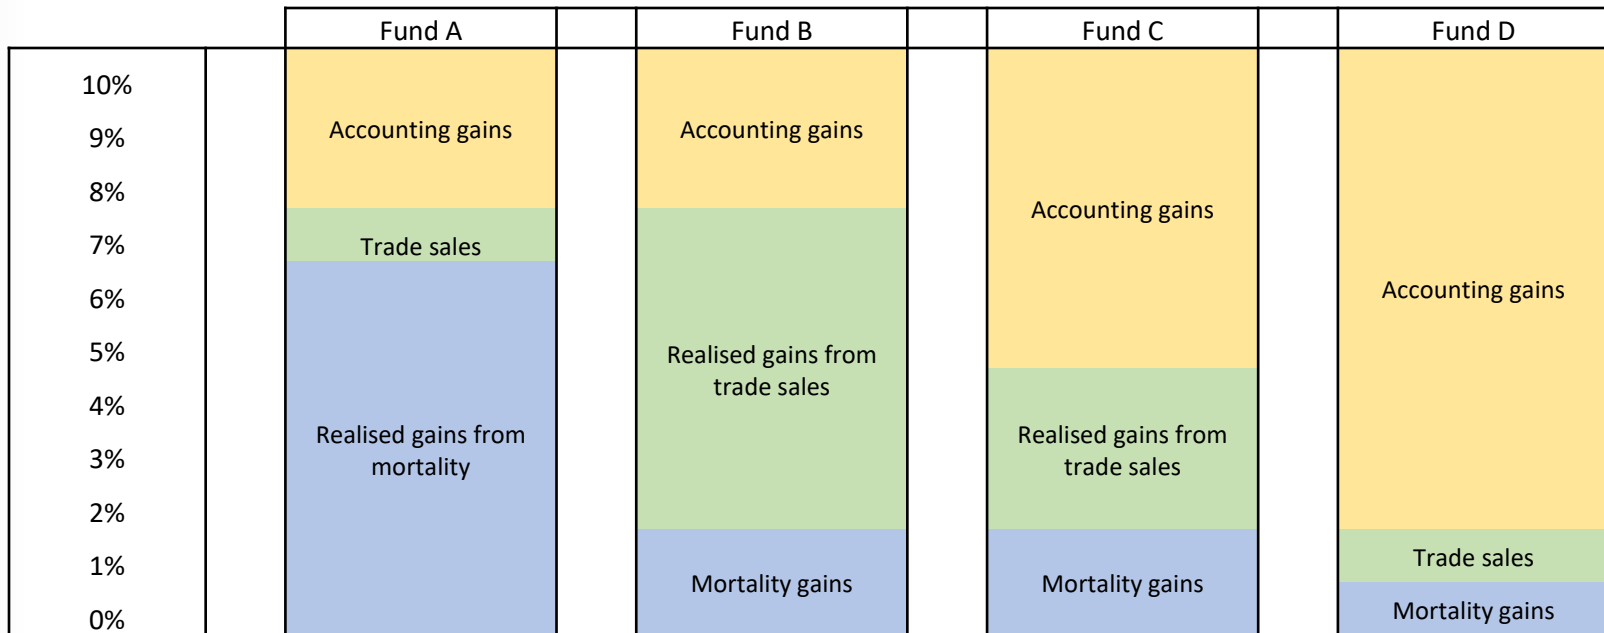 Fund A
Fund B
Fund C
Fund D
10%
9%
8%
7%
6%
5%
4%
3%
2%
1%
0%
Accounting gains
Trade sales
Realised gains from
mortality
Accounting gains
Realised gains from
trade sales
Mortality gains
Accounting gains
Realised gains from
trade sales
Mortality gains
Accounting gains
Trade sales
Mortality gains